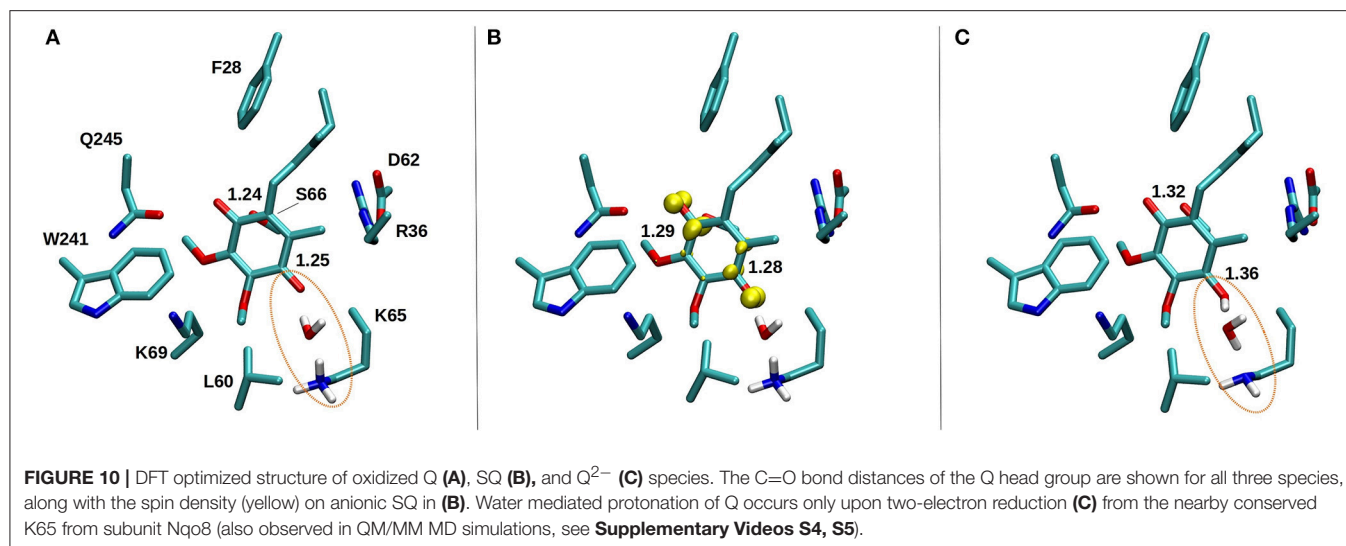 A
F28
Q245
D62
1.24
S66
W241
R36
1.25
K65
K69
L60
B
1.29
1.28
C
1.32
1.36
FIGURE 10 | DFT optimized structure of oxidized Q (A), SQ (B), and Q²⁻ (C) species. The C=O bond distances of the Q head group are shown for all three species,
along with the spin density (yellow) on anionic SQ in (B). Water mediated protonation of Q occurs only upon two-electron reduction (C) from the nearby conserved
K65 from subunit Nqo8 (also observed in QM/MM MD simulations, see Supplementary Videos S4, S5).